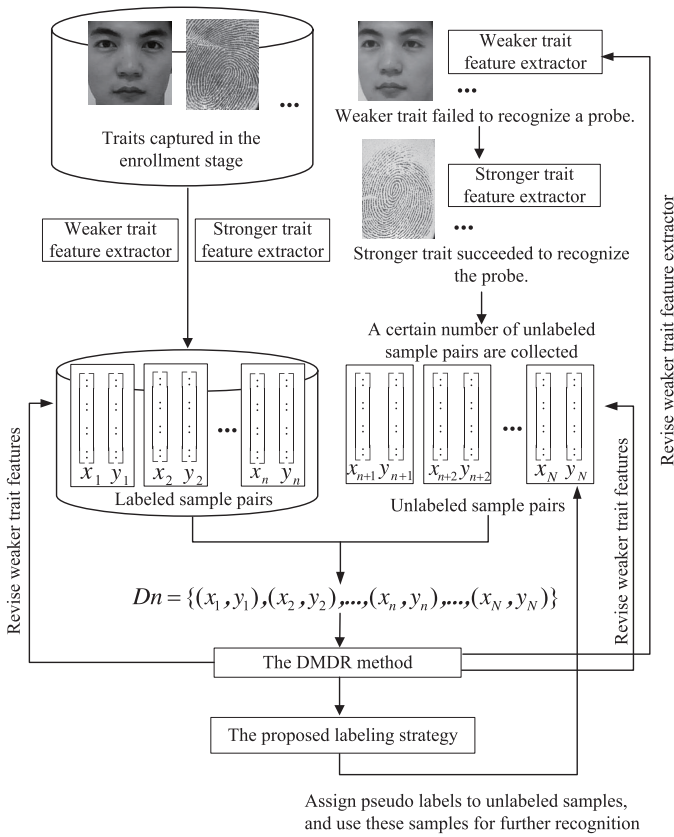 Traits captured in the
enrollment stage
Weaker trait
feature extractor
Weaker trait failed to recognize a probe.
Stronger trait
feature extractor
Stronger trait succeeded to recognize
the probe.
Weaker trait
feature extractor
Stronger trait
feature extractor
A certain number of unlabeled
sample pairs are collected
x₁ y₁ x₂ y₂ ... xₙ yₙ
Labeled sample pairs
xₙ₊₁ yₙ₊₁ xₙ₊₂ yₙ₊₂ ... x_N y_N
Unlabeled sample pairs
Revise weaker trait features
Revise weaker trait features
Revise weaker trait feature extractor
Dn = {(x₁,y₁),(x₂,y₂),...,(xₙ,yₙ),...,(x_N,y_N)}
The DMDR method
The proposed labeling strategy
Assign pseudo labels to unlabeled samples,
and use these samples for further recognition